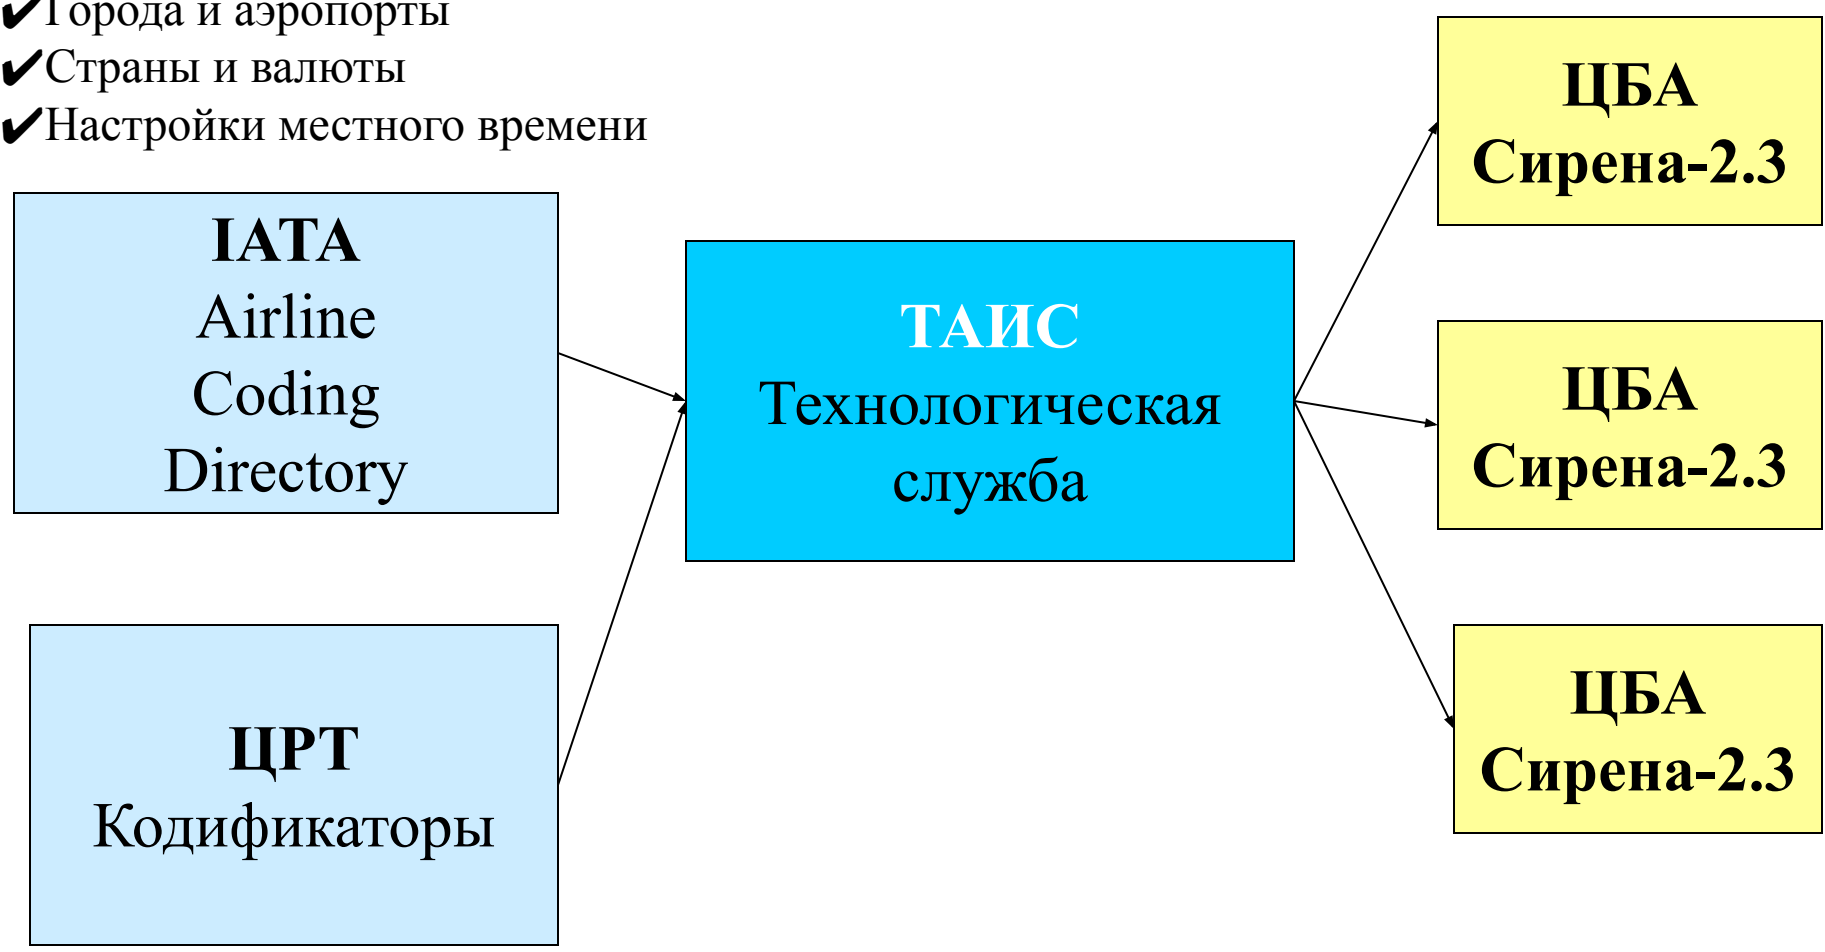 ✔Города и аэропорты
✔Страны и валюты
✔Настройки местного времени
IATA
Airline
Coding
Directory
ЦРТ
Кодификаторы
ТАИС
Технологическая
служба
ЦБА
Сирена-2.3
ЦБА
Сирена-2.3
ЦБА
Сирена-2.3